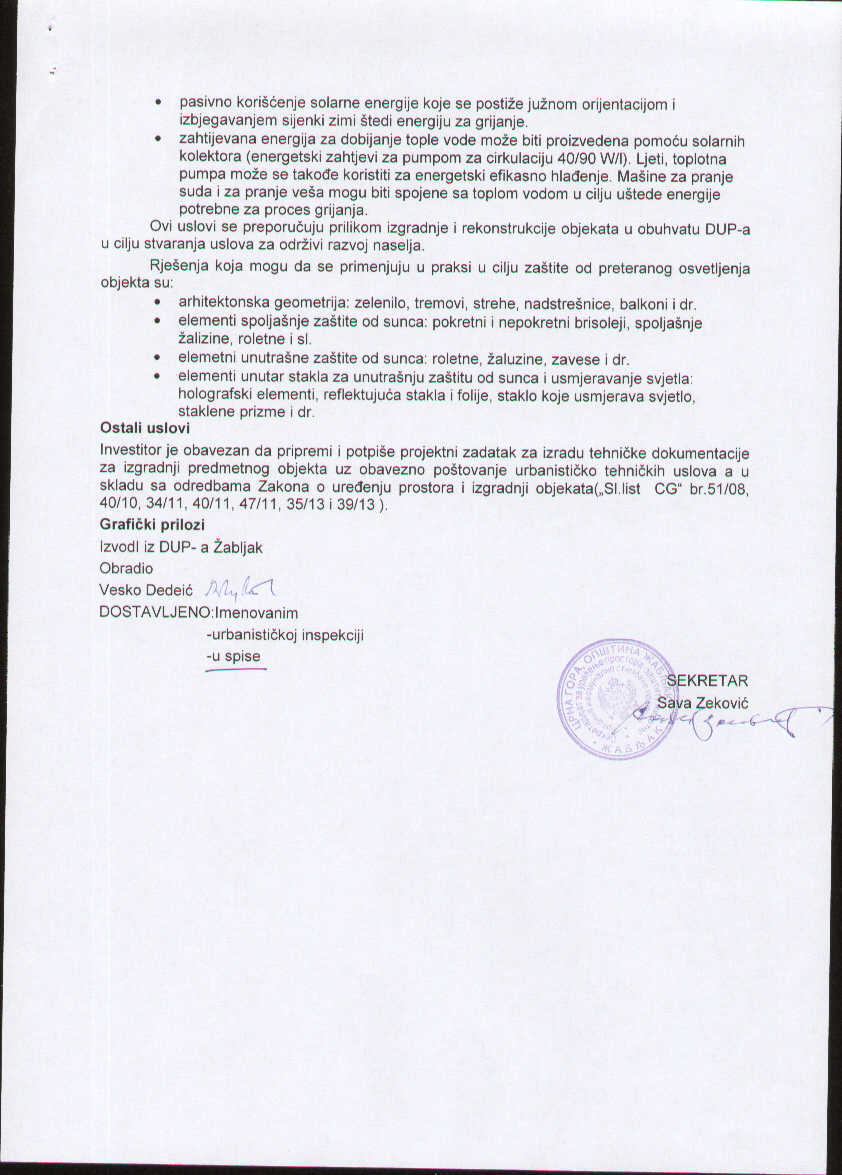 • pasivno korišćenje solarne energije koje se postiže južnom orijentacijom i
izbjegavanjem sijenki zimi štedi energiju za grijanje.
• zahtijevana energija za dobijanje tople vode može biti proizvedena pomoću solarnih
kolektora (energetski zahtjevi za pumpom za cirkulaciju 40/90 W/l). Ljeti, toplotna
pumpa može se takođe koristiti za energetski efikasno hlađenje. Mašine za pranje
suda i za pranje veša mogu biti spojene sa toplom vodom u cilju uštede energije
potrebne za proces grijanja.
Ovi uslovi se preporučuju prilikom izgradnje i rekonstrukcije objekata u obuhvatu DUP-a
u cilju stvaranja uslova za održivi razvoj naselja.
Rješenja koja mogu da se primenjuju u praksi u cilju zaštite od preteranog osvetljenja
objekta su:
• arhitektonska geometrija: zelenilo, tremovi, strehe, nadstrešnice, balkoni i dr.
• elementi spoljašnje zaštite od sunca: pokretni i nepokretni brisoleji, spoljašnje
žalizine, roletne i sl.
• elemetni unutrašne zaštite od sunca: roletne, žaluzine, zavese i dr.
• elementi unutar stakla za unutrašnju zaštitu od sunca i usmjeravanje svjetla:
holografski elementi, reflektujuća stakla i folije, staklo koje usmjerava svjetlo,
staklene prizme i dr.
Ostali uslovi
Investitor je obavezan da pripremi i potpiše projektni zadatak za izradu tehničke dokumentacije
za izgradnji predmetnog objekta uz obavezno poštovanje urbanističko tehničkih uslova a u
skladu sa odredbama Zakona o uređenju prostora i izgradnji objekata(„Sl.list CG“ br.51/08,
40/10, 34/11, 40/11, 47/11, 35/13 i 39/13 ).
Grafički prilozi
IzvodI iz DUP- a Žabljak
Obradio
Vesko Dedeić
DOSTAVLJENO:Imenovanim
-urbanističkoj inspekciji
-u spise
SEKRETAR
Sava Zeković
ЦРНА ГОРА, ОПШТИНА ЖАБЉАК
ЖАБЉАК